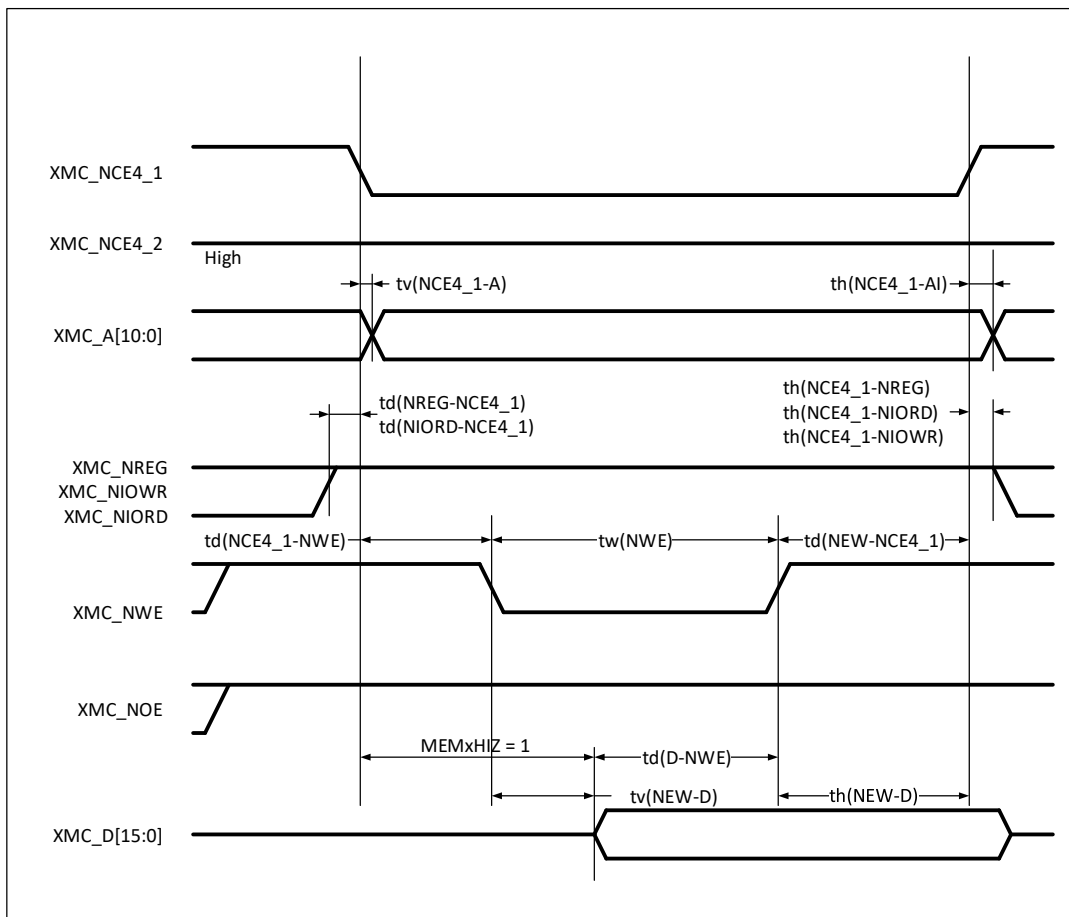 XMC_NCE4_1
XMC_NCE4_2
High
tv(NCE4_1-A)
th(NCE4_1-AI)
XMC_A[10:0]
td(NREG-NCE4_1)
td(NIORD-NCE4_1)
th(NCE4_1-NREG)
th(NCE4_1-NIORD)
th(NCE4_1-NIOWR)
XMC_NREG
XMC_NIOWR
XMC_NIORD
td(NCE4_1-NWE)
tw(NWE)
td(NEW-NCE4_1)
XMC_NWE
XMC_NOE
MEMxHIZ = 1
td(D-NWE)
tv(NEW-D)
th(NEW-D)
XMC_D[15:0]